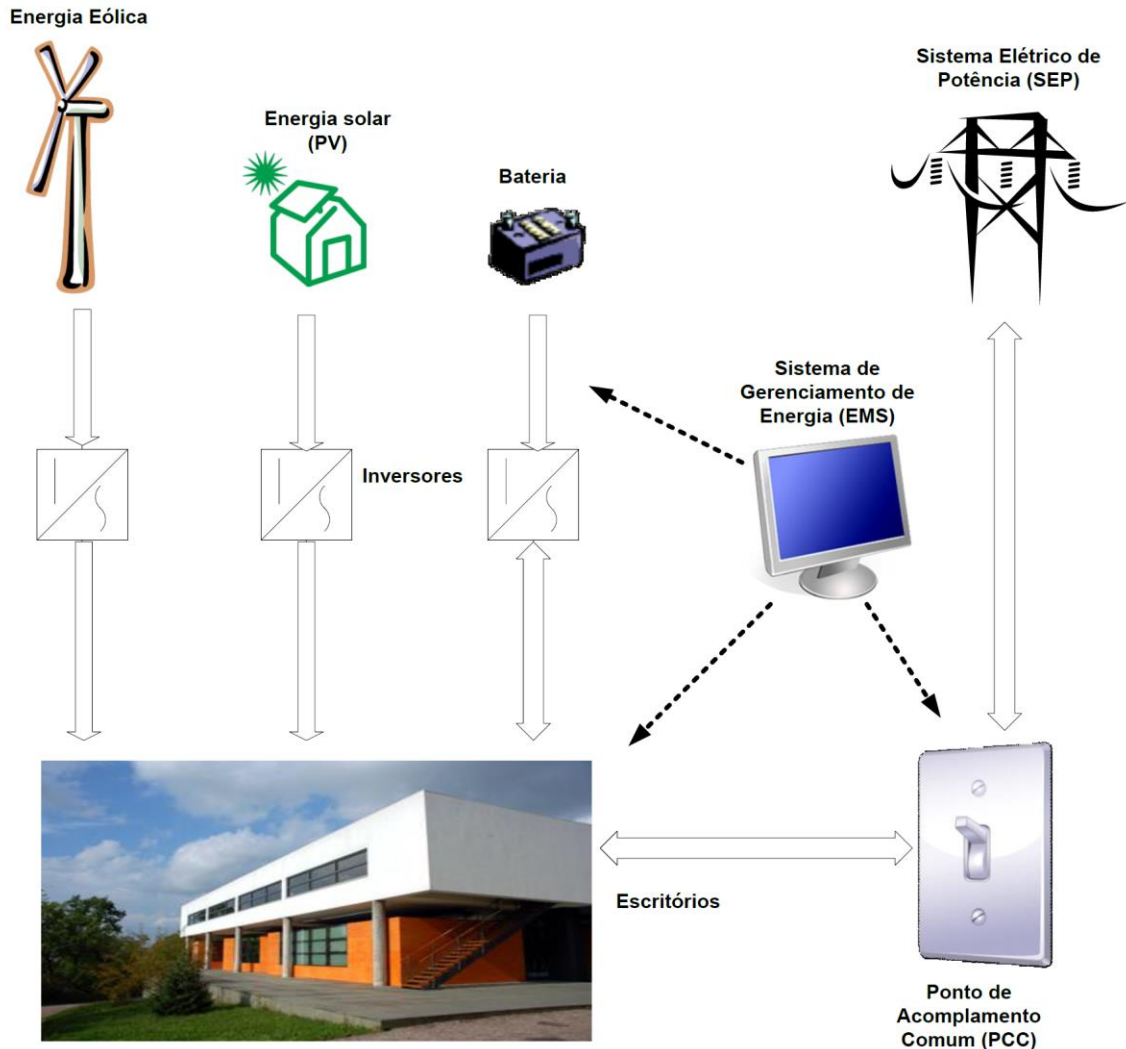 Energia Eólica
Energia solar
(PV)
Bateria
Sistema Elétrico de
Potência (SEP)
Sistema de
Gerenciamento de
Energia (EMS)
Inversores
Escritórios
Ponto de
Acomplamento
Comum (PCC)